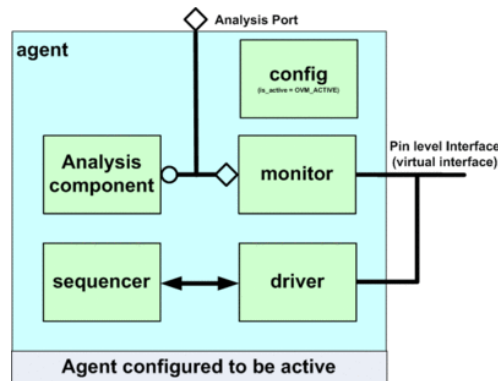 Analysis Port
agent
config
(is_active = OVM_ACTIVE)
Analysis
component
monitor
Pin level Interface
(virtual interface)
sequencer
driver
Agent configured to be active